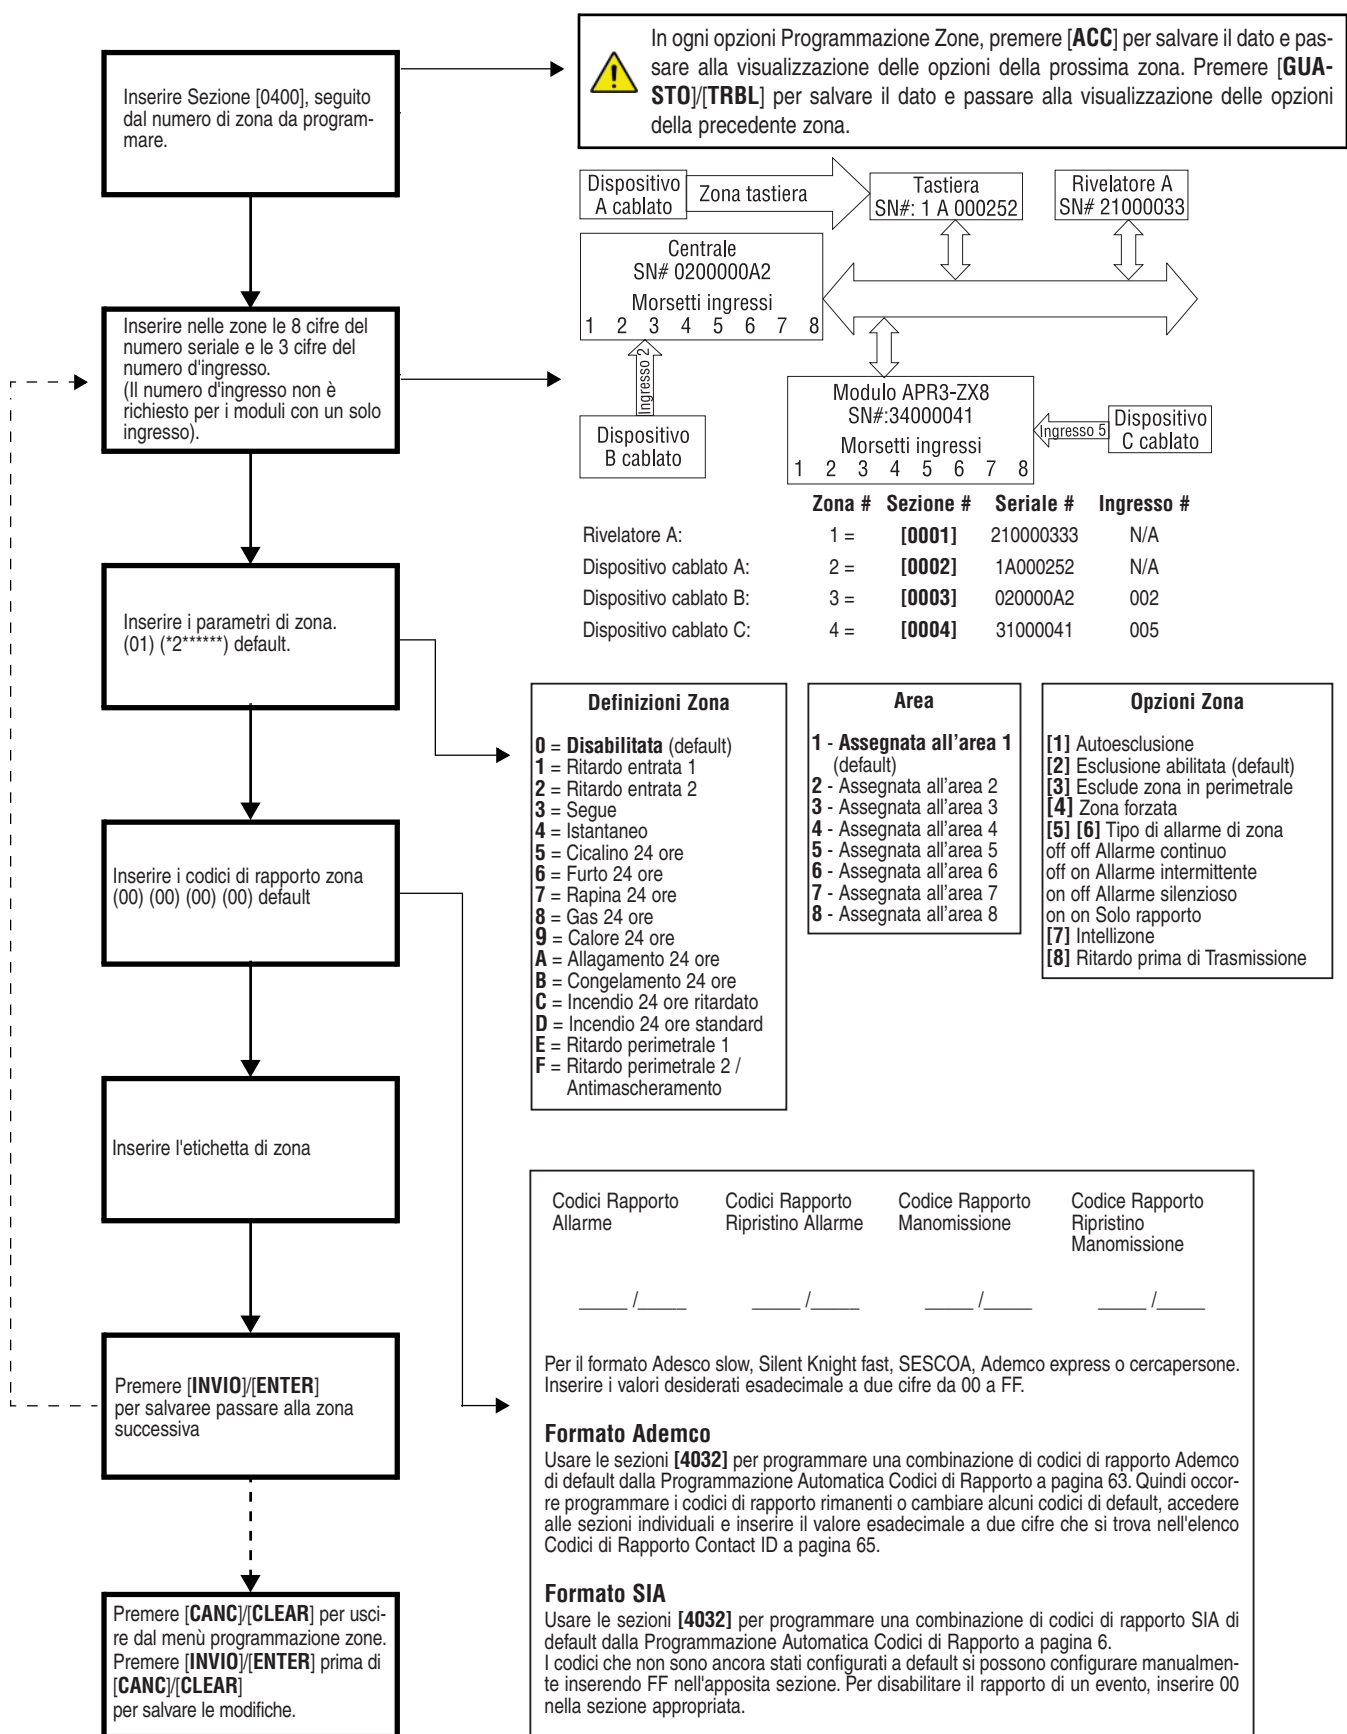 Inserire Sezione [0400], seguito
dal numero di zona da program-
mare.
In ogni opzioni Programmazione Zone, premere [ACC] per salvare il dato e pas-
sare alla visualizzazione delle opzioni della prossima zona. Premere [GUA-
STO]/[TRBL] per salvare il dato e passare alla visualizzazione delle opzioni
della precedente zona.
Dispositivo
A cablato
Zona tastiera
Tastiera
SN#: 1 A 000252
Rivelatore A
SN# 21000033
Centrale
SN# 0200000A2
Morsetti ingressi
1 2 3 4 5 6 7 8
Inserire nelle zone le 8 cifre del
numero seriale e le 3 cifre del
numero d'ingresso.
(Il numero d'ingresso non è
richiesto per i moduli con un solo
ingresso).
Ingresso 2
Dispositivo
B cablato
Modulo APR3-ZX8
SN#:34000041
Morsetti ingressi
1 2 3 4 5 6 7 8
Ingresso 5
Dispositivo
C cablato
Zona # Sezione # Seriale # Ingresso #
Rivelatore A: 1 = [0001] 210000333 N/A
Dispositivo cablato A: 2 = [0002] 1A000252 N/A
Dispositivo cablato B: 3 = [0003] 020000A2 002
Dispositivo cablato C: 4 = [0004] 31000041 005
Inserire i parametri di zona.
(01) (*2******) default.
Definizioni Zona
0 = Disabilitata (default)
1 = Ritardo entrata 1
2 = Ritardo entrata 2
3 = Segue
4 = Istantaneo
5 = Cicalino 24 ore
6 = Furto 24 ore
7 = Rapina 24 ore
8 = Gas 24 ore
9 = Calore 24 ore
A = Allagamento 24 ore
B = Congelamento 24 ore
C = Incendio 24 ore ritardato
D = Incendio 24 ore standard
E = Ritardo perimetrale 1
F = Ritardo perimetrale 2 /
Antimascheramento
Area
1 - Assegnata all'area 1
(default)
2 - Assegnata all'area 2
3 - Assegnata all'area 3
4 - Assegnata all'area 4
5 - Assegnata all'area 5
6 - Assegnata all'area 6
7 - Assegnata all'area 7
8 - Assegnata all'area 8
Opzioni Zona
[1] Autoesclusione
[2] Esclusione abilitata (default)
[3] Esclude zona in perimetrale
[4] Zona forzata
[5] [6] Tipo di allarme di zona
off off Allarme continuo
off on Allarme intermittente
on off Allarme silenzioso
on on Solo rapporto
[7] Intellizone
[8] Ritardo prima di Trasmissione
Inserire i codici di rapporto zona
(00) (00) (00) (00) default
Inserire l'etichetta di zona
Codici Rapporto
Allarme
Codici Rapporto
Ripristino Allarme
Codice Rapporto
Manomissione
Codice Rapporto
Ripristino
Manomissione
_____ /_____ _____ /_____ _____ /_____ _____ /_____
Per il formato Adesco slow, Silent Knight fast, SESCOA, Ademco express o cercapersone.
Inserire i valori desiderati esadecimale a due cifre da 00 a FF.
Formato Ademco
Usare le sezioni [4032] per programmare una combinazione di codici di rapporto Ademco
di default dalla Programmazione Automatica Codici di Rapporto a pagina 63. Quindi occor-
re programmare i codici di rapporto rimanenti o cambiare alcuni codici di default, accedere
alle sezioni individuali e inserire il valore esadecimale a due cifre che si trova nell'elenco
Codici di Rapporto Contact ID a pagina 65.
Formato SIA
Usare le sezioni [4032] per programmare una combinazione di codici di rapporto SIA di
default dalla Programmazione Automatica Codici di Rapporto a pagina 6.
I codici che non sono ancora stati configurati a default si possono configurare manualmen-
te inserendo FF nell'apposita sezione. Per disabilitare il rapporto di un evento, inserire 00
nella sezione appropriata.
Premere [INVIO]/[ENTER]
per salvaree passare alla zona
successiva
Premere [CANC]/[CLEAR] per usci-
re dal menù programmazione zone.
Premere [INVIO]/[ENTER] prima di
[CANC]/[CLEAR]
per salvare le modifiche.